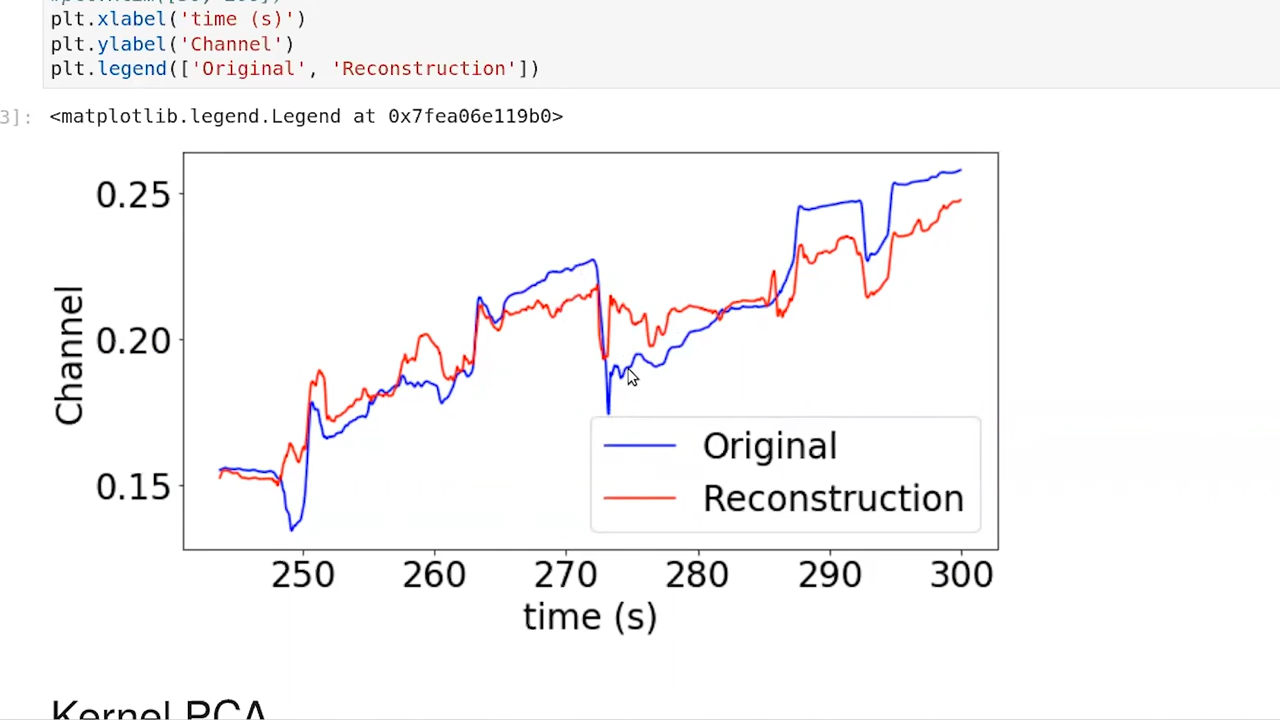 plt.xlabel('time (s)')
plt.ylabel('Channel')
plt.legend(['Original', 'Reconstruction'])
3]: <matplotlib.legend.Legend at 0x7fea06e119b0>
0.25
0.20
0.15
Channel
Original
Reconstruction
250 260 270 280 290 300
time (s)
Kernel PCA